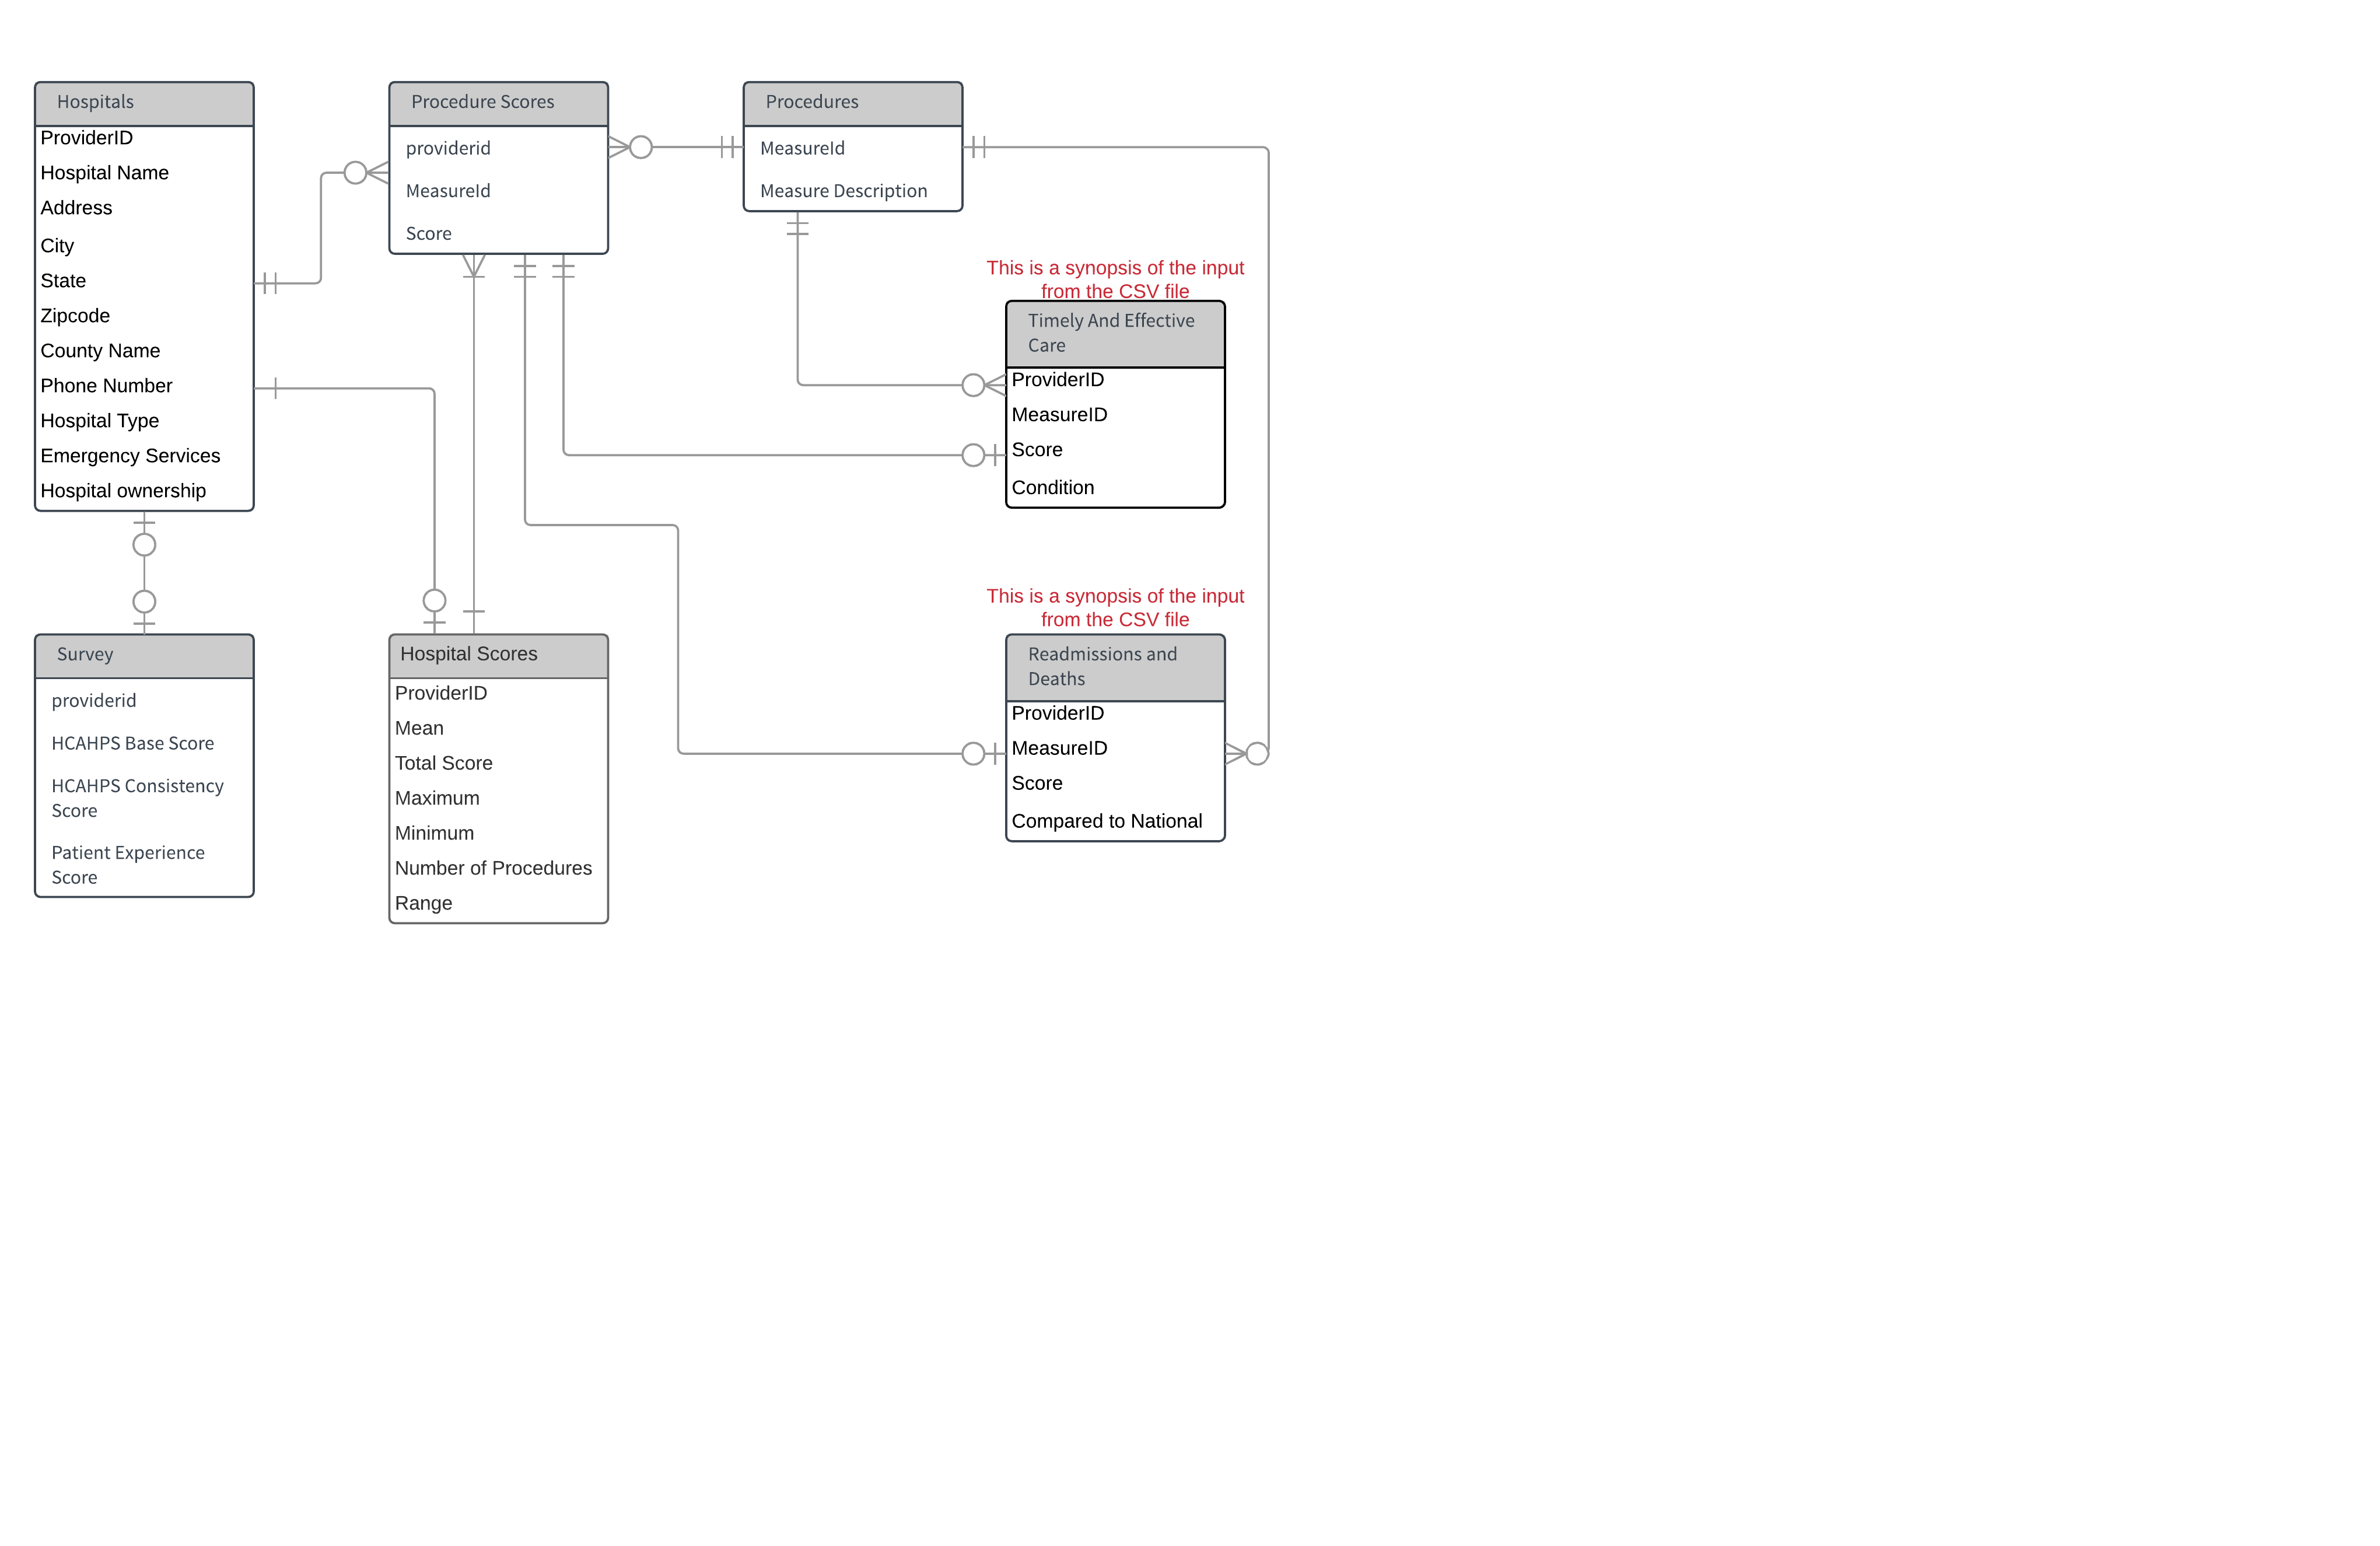 Hospitals
ProviderID
Hospital Name
Address
City
State
Zipcode
County Name
Phone Number
Hospital Type
Emergency Services
Hospital ownership
Procedure Scores
providerid
MeasureId
Score
Procedures
MeasureId
Measure Description
This is a synopsis of the input
from the CSV file
Timely And Effective
Care
ProviderID
MeasureID
Score
Condition
Survey
providerid
HCAHPS Base Score
HCAHPS Consistency
Score
Patient Experience
Score
Hospital Scores
ProviderID
Mean
Total Score
Maximum
Minimum
Number of Procedures
Range
This is a synopsis of the input
from the CSV file
Readmissions and
Deaths
ProviderID
MeasureID
Score
Compared to National